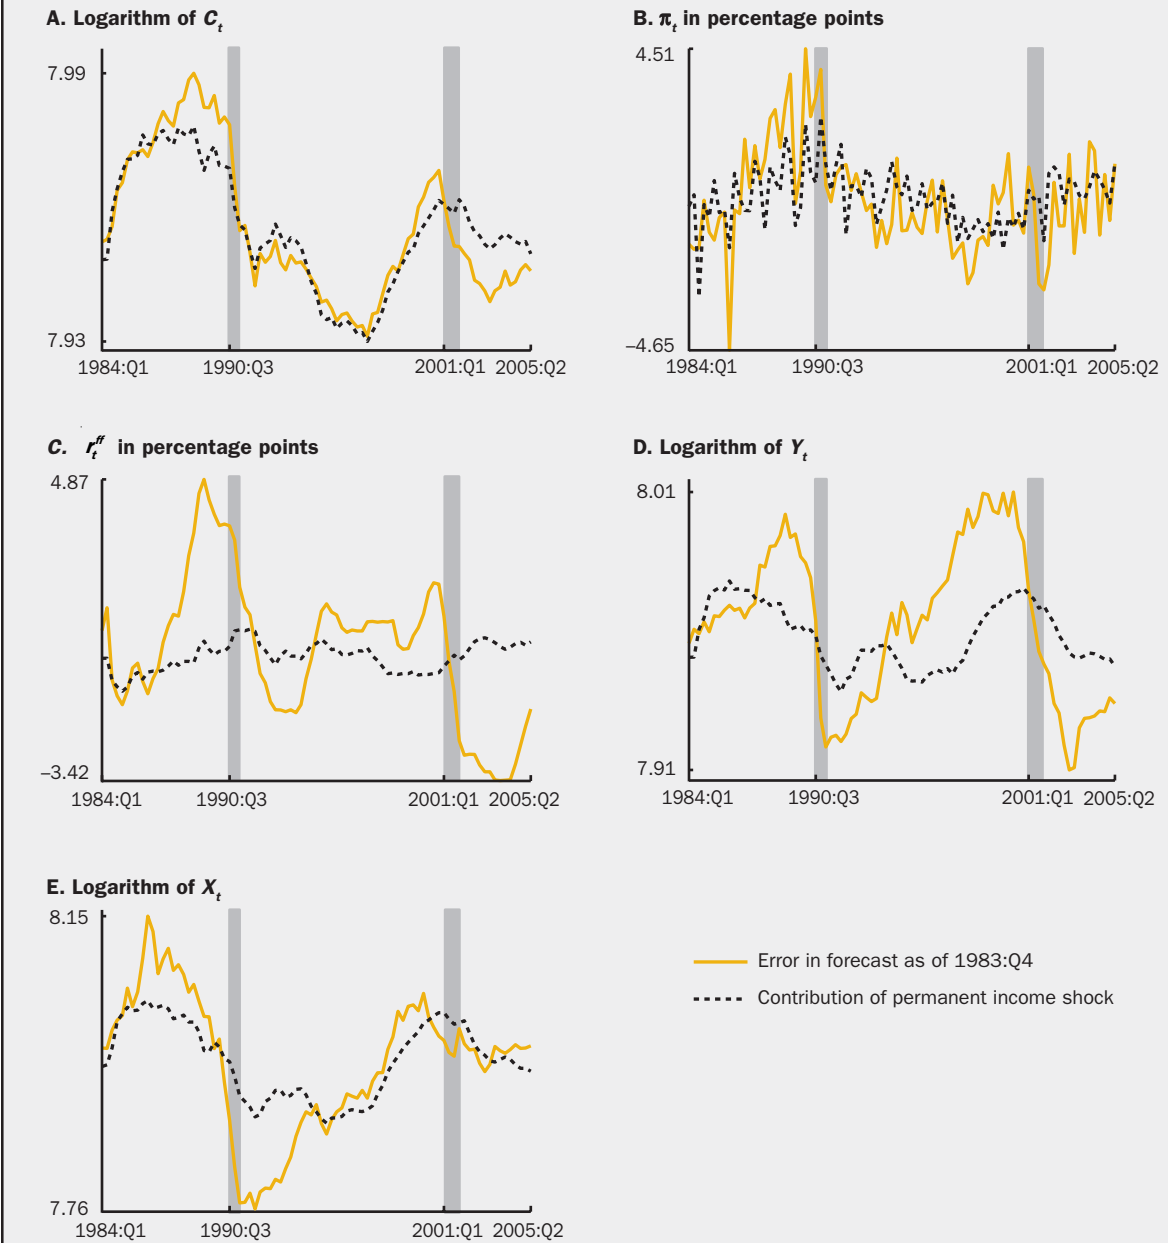 A. Logarithm of Ct
7.99
7.93
1984:Q1 1990:Q3 2001:Q1 2005:Q2
B. πt in percentage points
4.51
–4.65
1984:Q1 1990:Q3 2001:Q1 2005:Q2
C. rtff in percentage points
4.87
–3.42
1984:Q1 1990:Q3 2001:Q1 2005:Q2
D. Logarithm of Yt
8.01
7.91
1984:Q1 1990:Q3 2001:Q1 2005:Q2
E. Logarithm of Xt
8.15
7.76
1984:Q1 1990:Q3 2001:Q1 2005:Q2
Error in forecast as of 1983:Q4
Contribution of permanent income shock